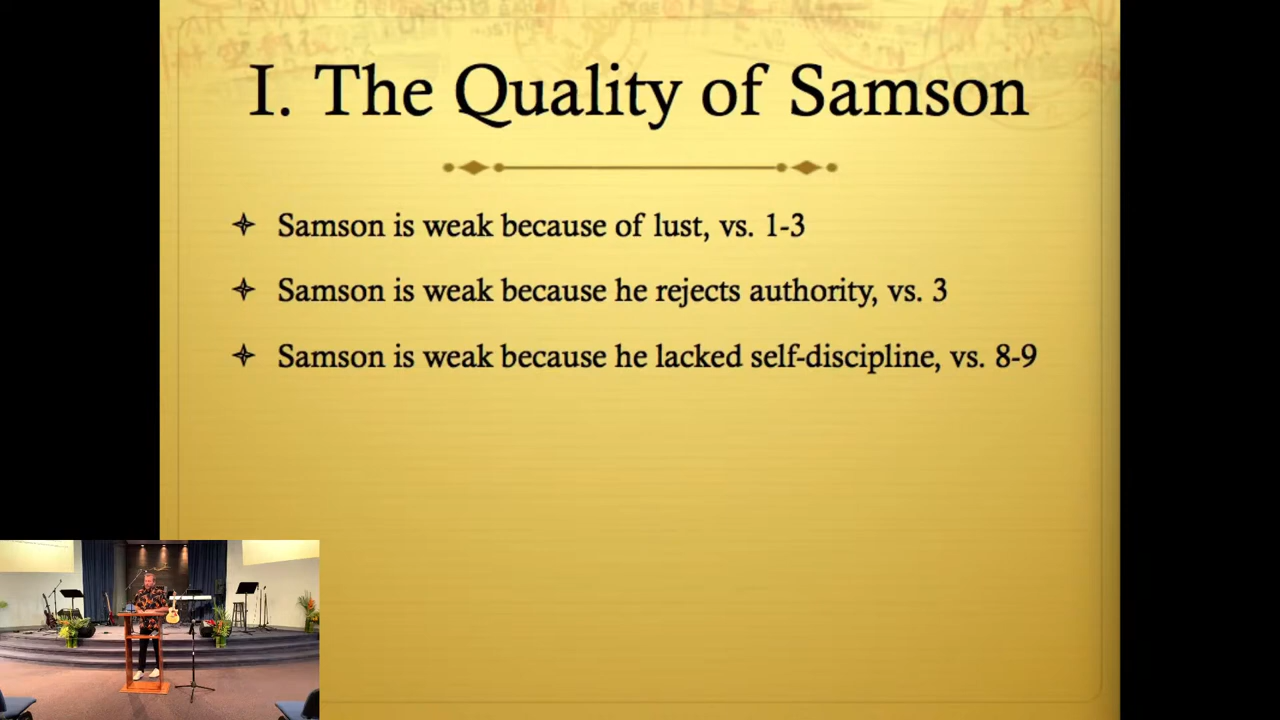 I. The Quality of Samson
Samson is weak because of lust, vs. 1-3
Samson is weak because he rejects authority, vs. 3
Samson is weak because he lacked self-discipline, vs. 8-9